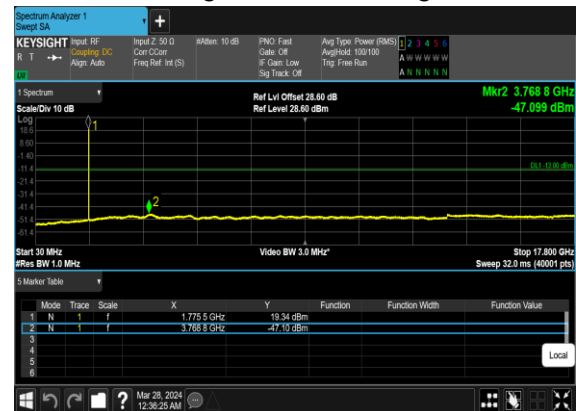 Spectrum Analyzer 1
Swept SA
KEYSIGHT Input: RF Input Z: 50 Ω #Atten: 10 dB PNO: Fast Avg Type: Power (RMS) 1 2 3 4 5 6
R T Coupling: DC Corr CCorr Gate: Off Avg|Hold: 100/100 A W W W W W
Align: Auto Freq Ref: Int (S) IF Gain: Low Trig: Free Run
LU Sig Track: Off A N N N N N
1 Spectrum Ref Lvl Offset 28.60 dB Mkr2 3.768 8 GHz
Scale/Div 10 dB Ref Level 28.60 dBm -47.099 dBm
Log
1
18.6
8.60
-1.40
-11.4 DL1 -13.00 dBm
-21.4
-31.4
-41.4 2
-51.4
-61.4
Start 30 MHz Video BW 3.0 MHz* Stop 17.800 GHz
#Res BW 1.0 MHz Sweep 32.0 ms (40001 pts)
5 Marker Table
Mode Trace Scale X Y Function Function Width Function Value
1 N 1 f 1.775 5 GHz 19.34 dBm
2 N 1 f 3.768 8 GHz -47.10 dBm
3
4
5
6
Local
? Mar 28, 2024
12:36:25 AM